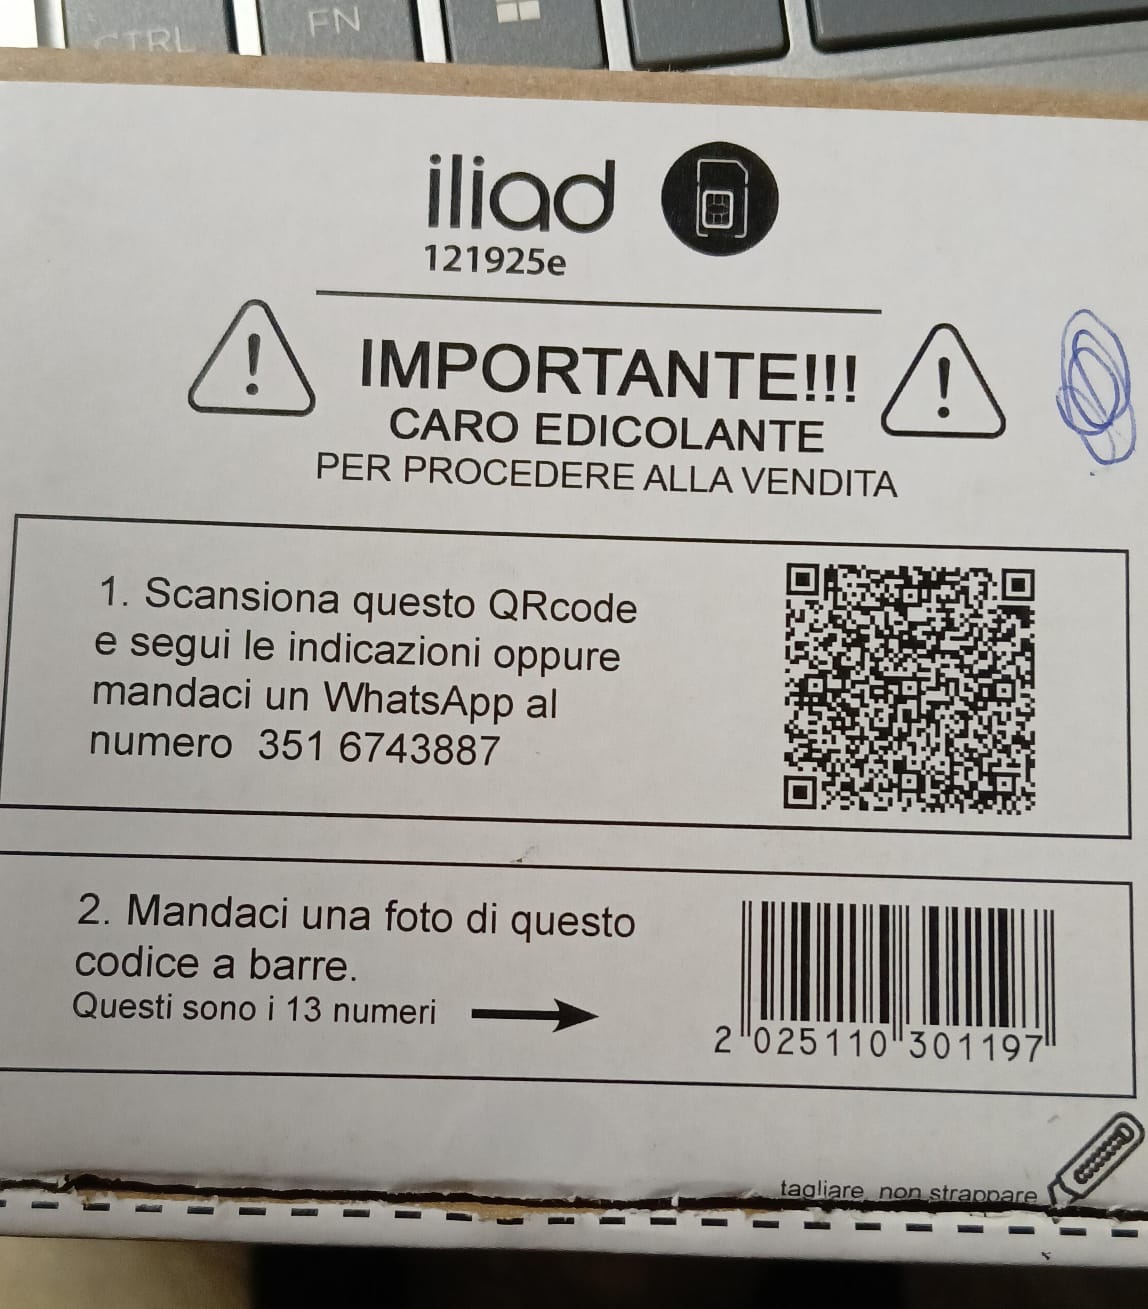 CTRL
FN
iliad
121925e
IMPORTANTE!!!
CARO EDICOLANTE
PER PROCEDERE ALLA VENDITA
1. Scansiona questo QRcode
e segui le indicazioni oppure
mandaci un WhatsApp al
numero 351 6743887
2. Mandaci una foto di questo
codice a barre.
Questi sono i 13 numeri
2 025110 301197
tagliare, non strappare